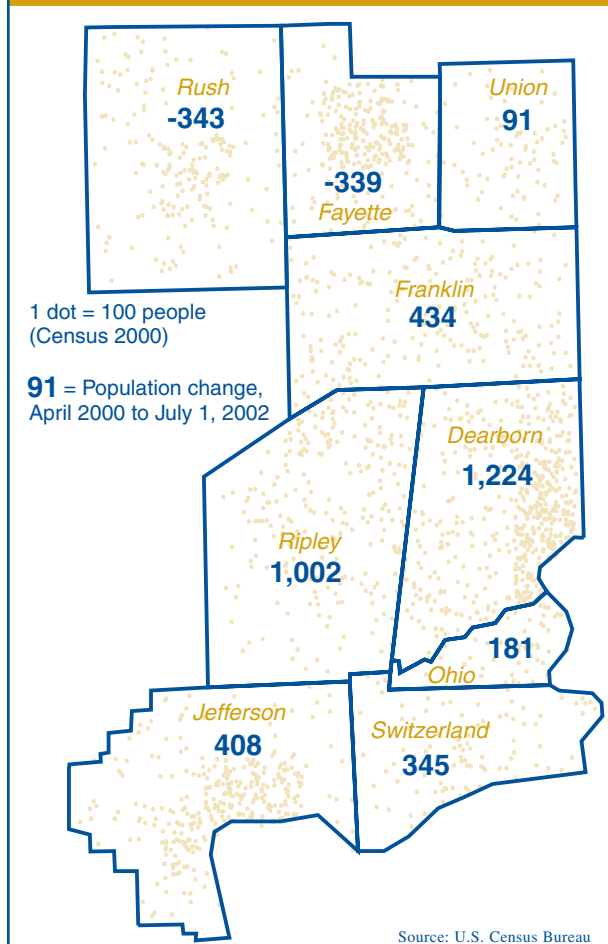 Rush
-343
Union
91
-339
Fayette
Franklin
434
1 dot = 100 people
(Census 2000)
91 = Population change,
April 2000 to July 1, 2002
Dearborn
1,224
Ripley
1,002
181
Ohio
Jefferson
408
Switzerland
345
Source: U.S. Census Bureau